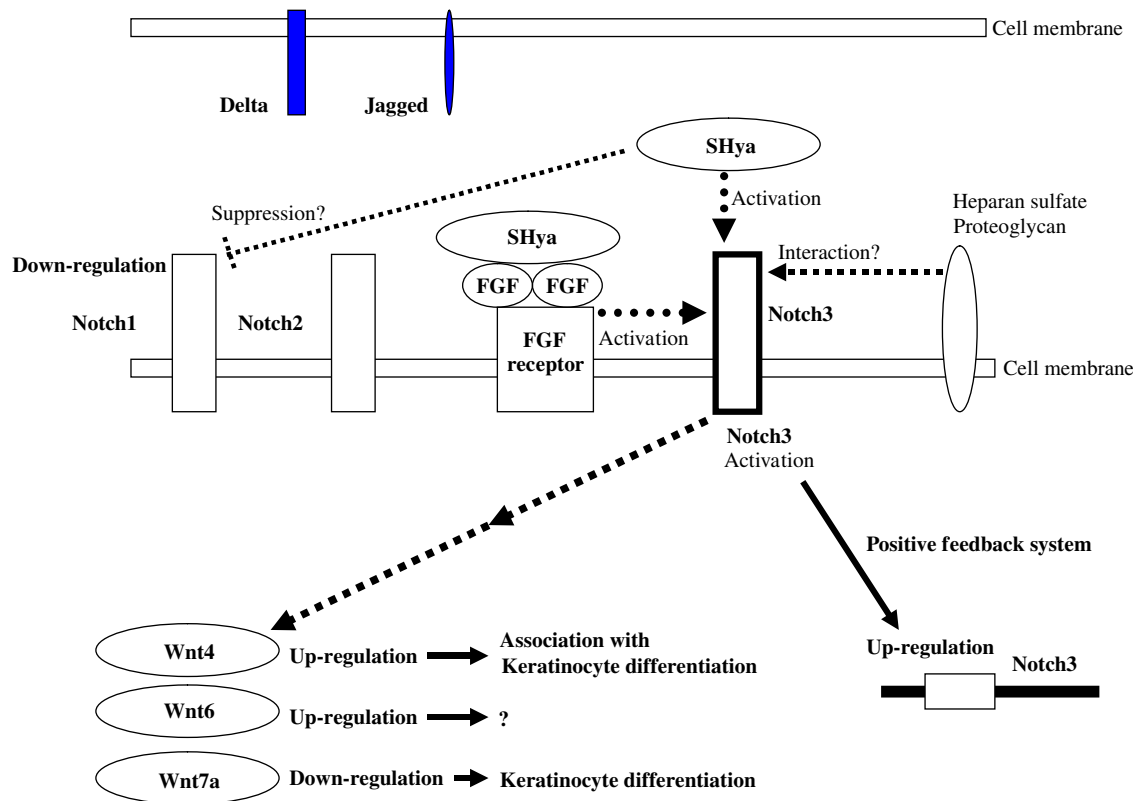 Cell membrane
Delta
Jagged
SHya
Activation
Suppression?
Heparan sulfate
Proteoglycan
SHya
Interaction?
Down-regulation
FGF
FGF
Notch1
Notch2
Notch3
Activation
FGF
receptor
Cell membrane
Notch3
Activation
Positive feedback system
Wnt4
Up-regulation
Association with
Keratinocyte differentiation
Up-regulation
Notch3
Wnt6
Up-regulation
?
Wnt7a
Down-regulation
Keratinocyte differentiation